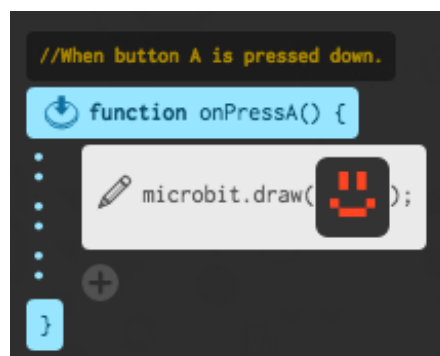 //When button A is pressed down.
function onPressA() {
microbit.draw();
}